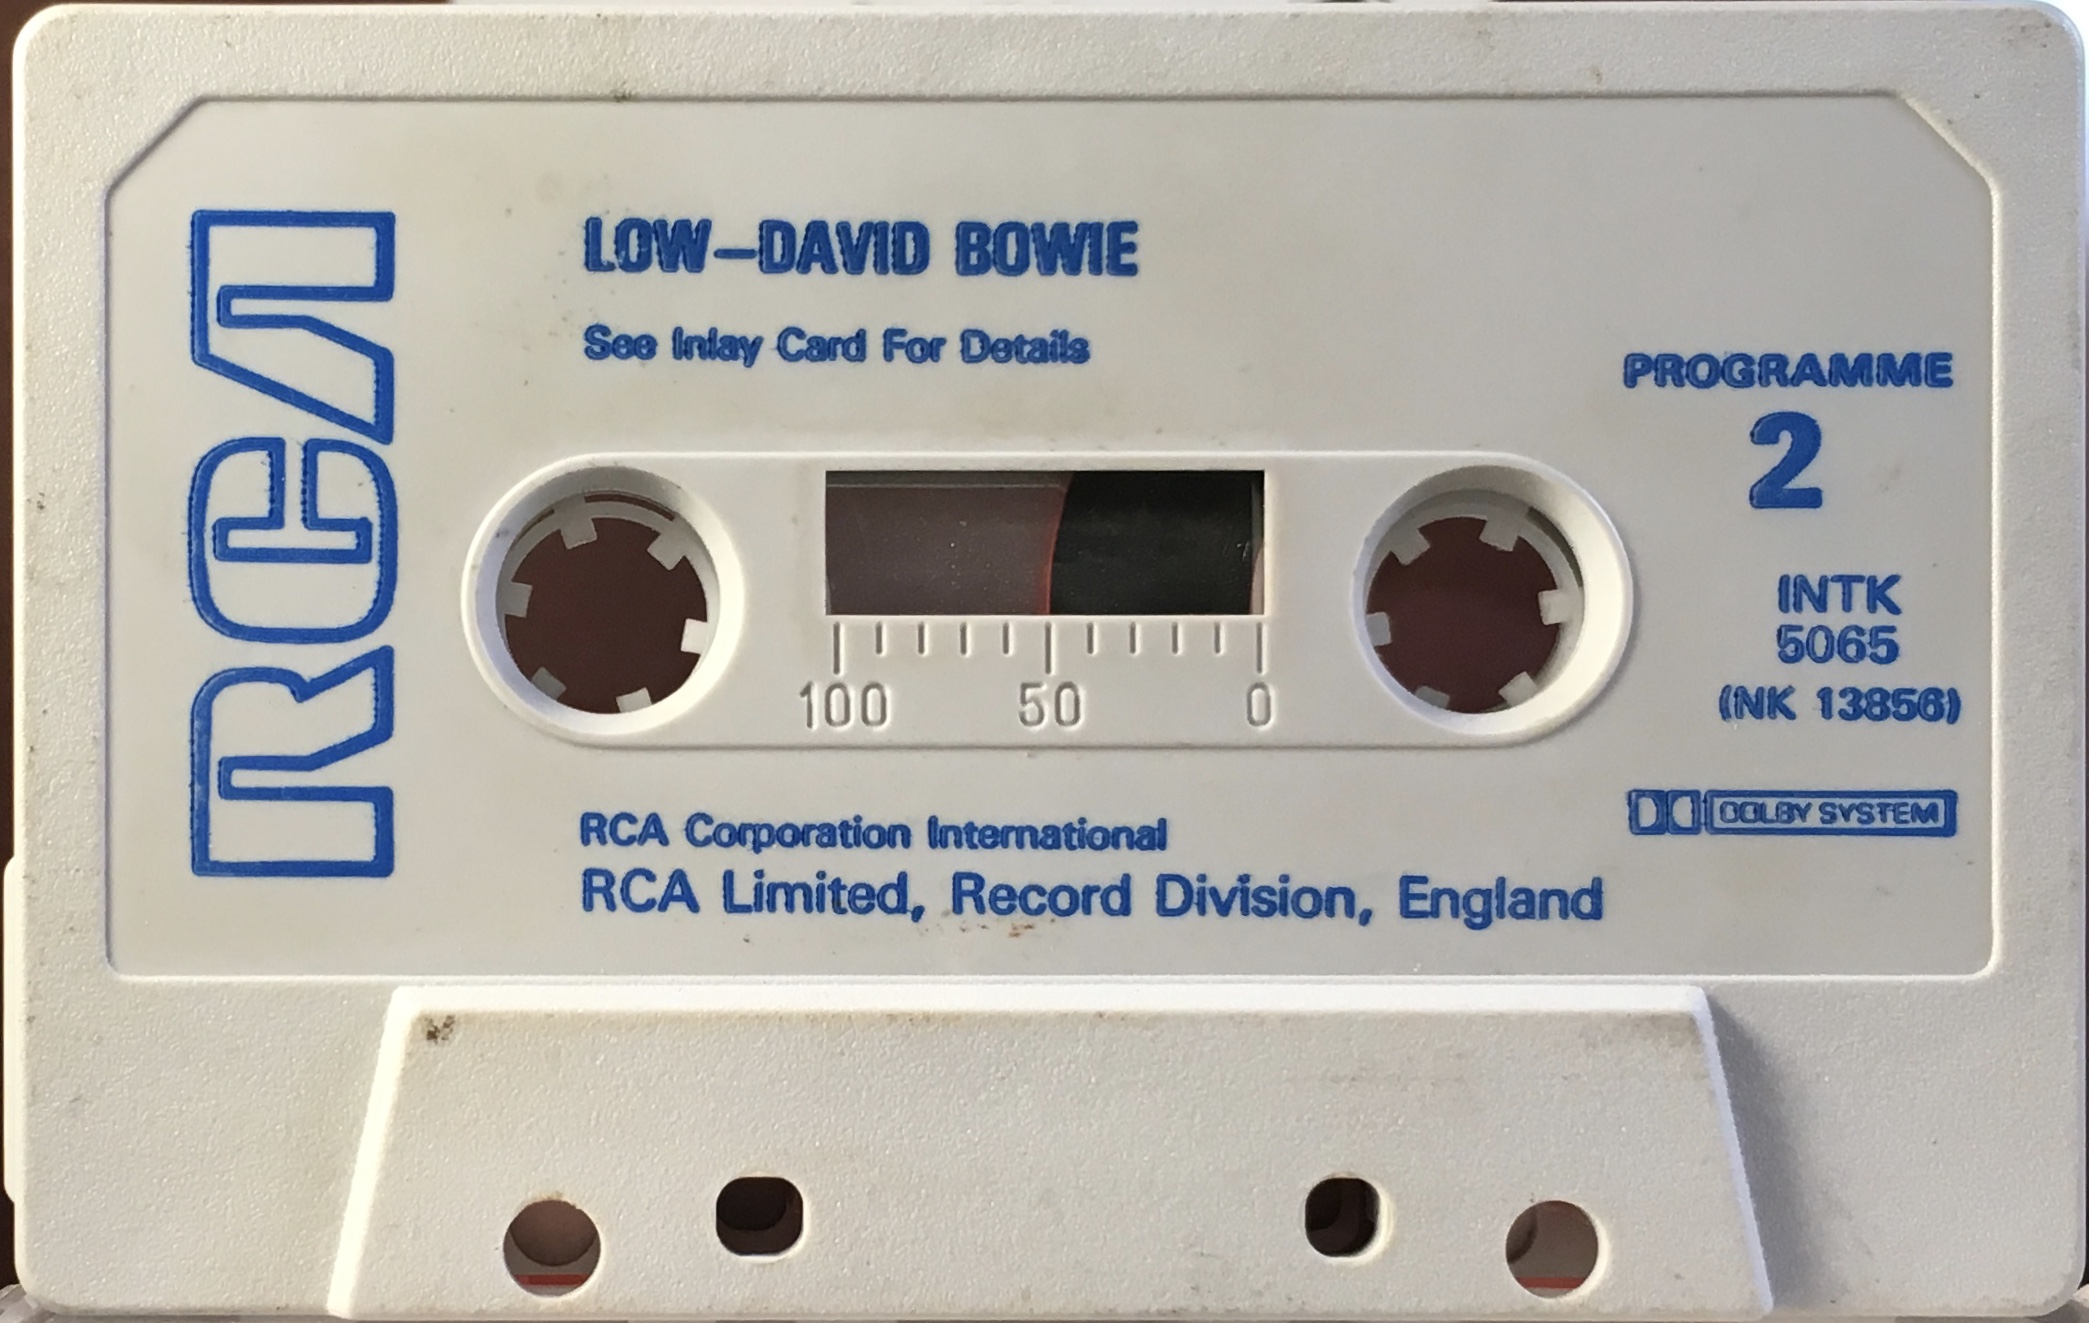 RCA
LOW–DAVID BOWIE
See Inlay Card For Details
PROGRAMME
2
INTK
5065
(NK 13856)
100 50 0
DOLBY SYSTEM
RCA Corporation International
RCA Limited, Record Division, England